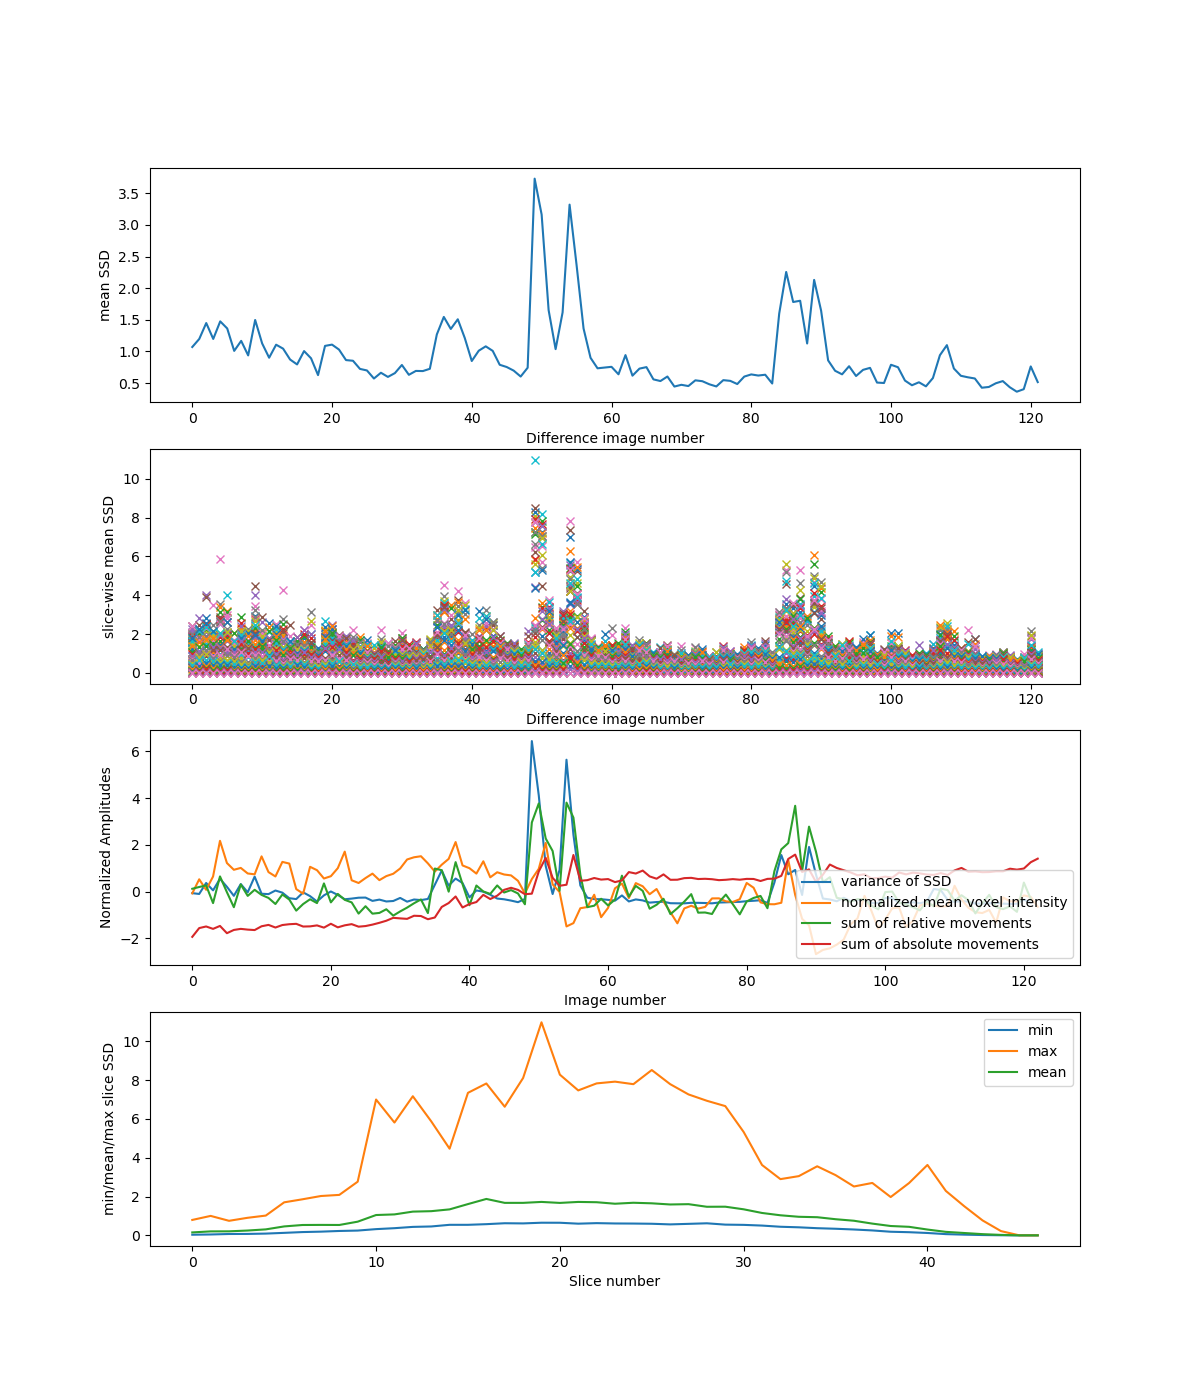 mean SSD
3.5
3.0
2.5
2.0
1.5
1.0
0.5
0 20 40 60 80 100 120
Difference image number
slice-wise mean SSD
10
8
6
4
2
0
0 20 40 60 80 100 120
Difference image number
Normalized Amplitudes
6
4
2
0
−2
variance of SSD
normalized mean voxel intensity
sum of relative movements
sum of absolute movements
0 20 40 60 80 100 120
Image number
min/mean/max slice SSD
10
8
6
4
2
0
min
max
mean
0 10 20 30 40
Slice number